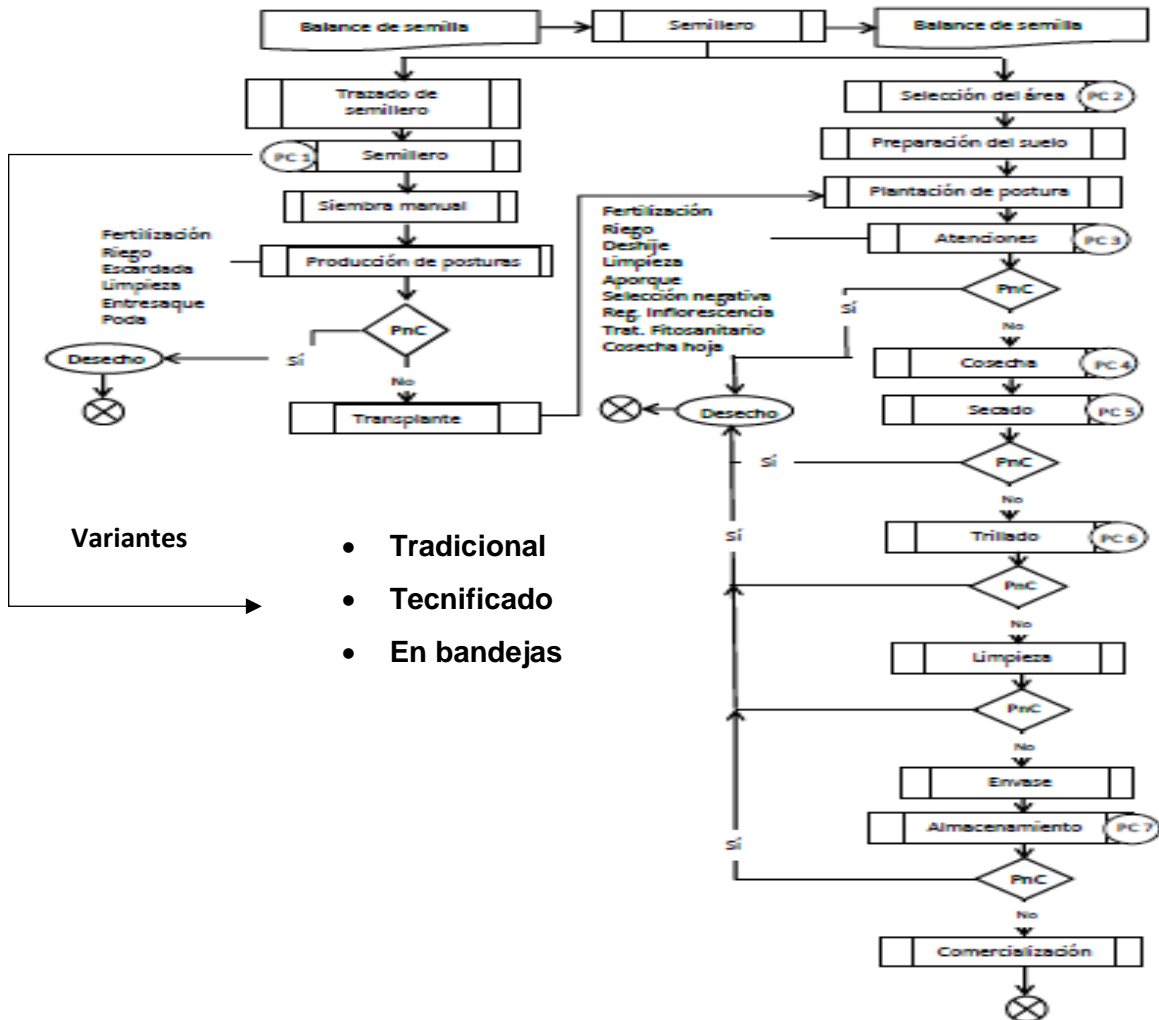 Balance de semilla
Semillero
Balance de semilla
Trazado de
semillero
PC 1
Semillero
Siembra manual
Fertilización
Riego
Escardada
Limpieza
Entresaque
Poda
Producción de posturas
PnC
Sí
Desecho
No
Transplante
Variantes
• Tradicional
• Tecnificado
• En bandejas
Selección del área
PC 2
Preparación del suelo
Plantación de postura
Fertilización
Riego
Deshije
Limpieza
Aporque
Selección negativa
Reg. Inflorescencia
Trat. Fitosanitario
Cosecha hoja
Atenciones
PC 3
PnC
Sí
No
Desecho
Cosecha
PC 4
Secado
PC 5
PnC
Sí
No
Trillado
PC 6
Sí
PnC
No
Limpieza
PnC
No
Envase
Almacenamiento
PC 7
Sí
PnC
No
Comercialización